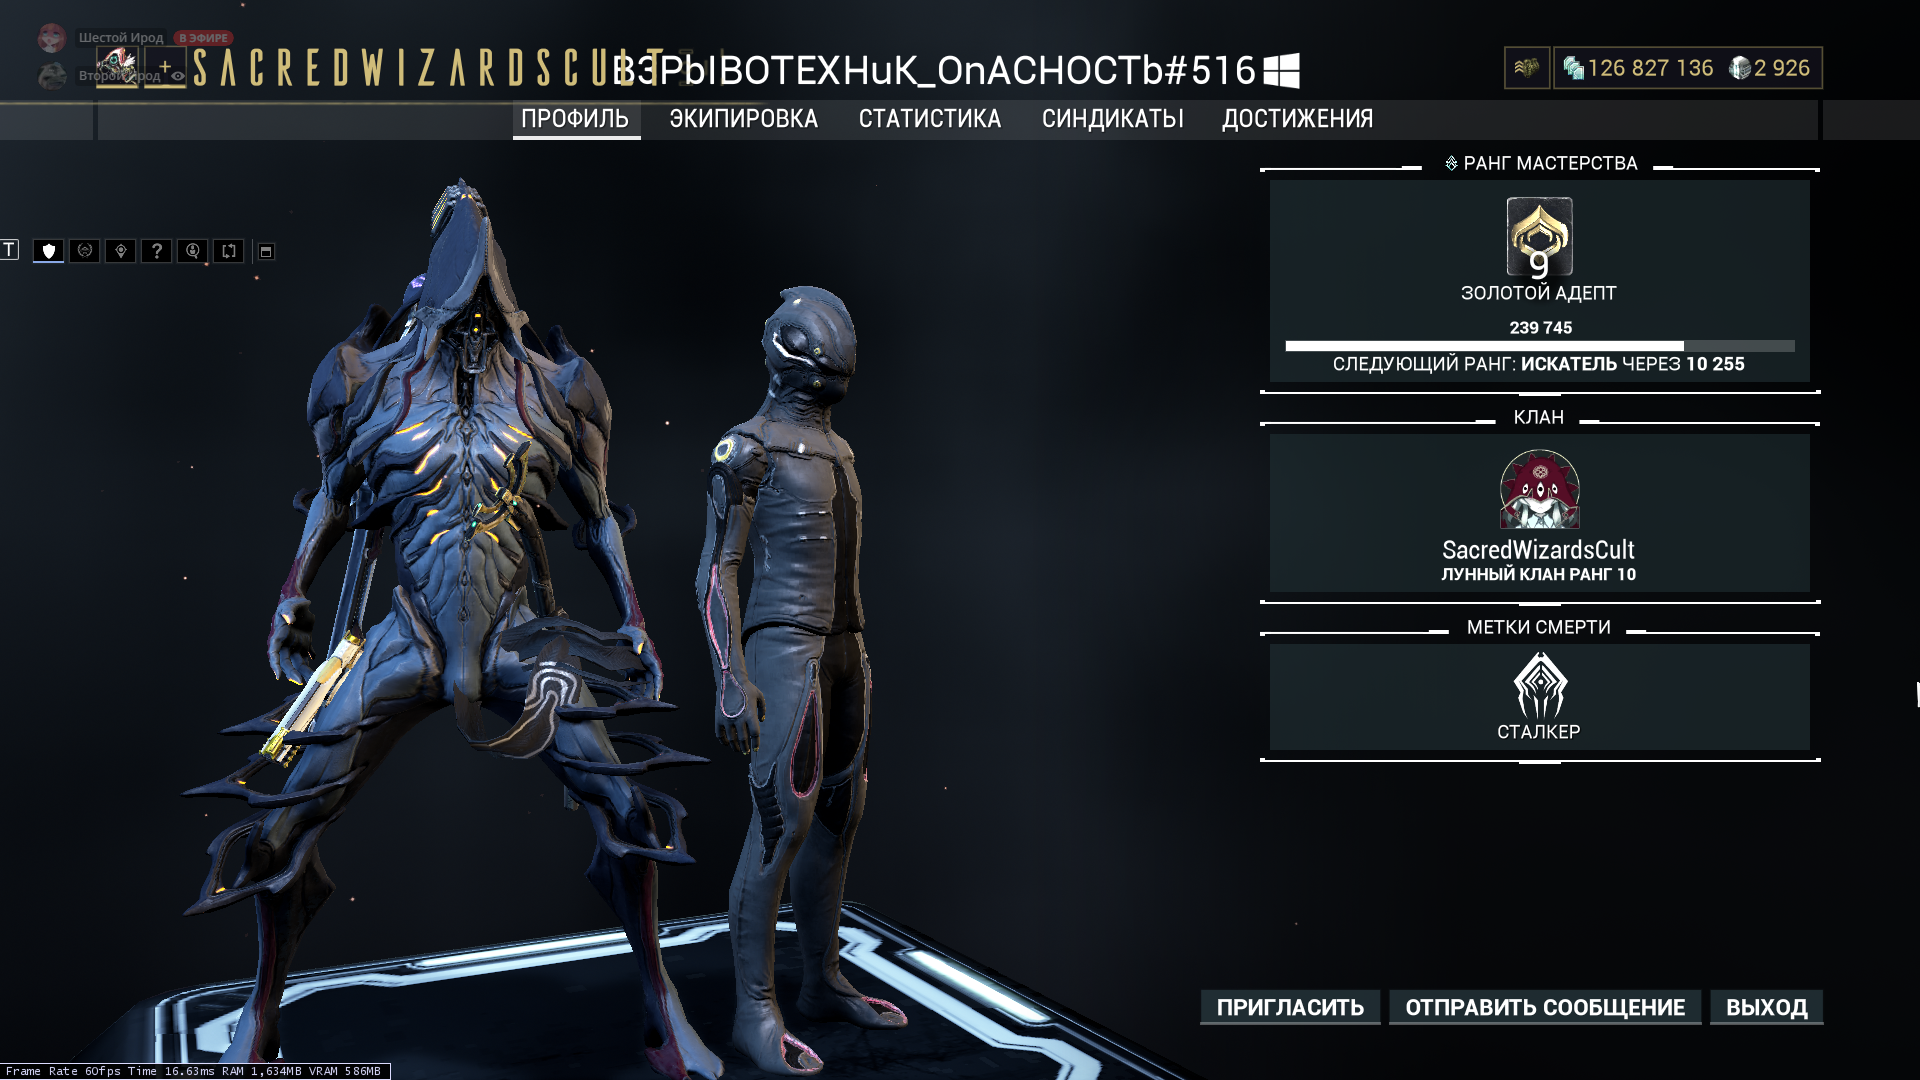 Шестой Ирод В ЭФИРЕ
Второй Ирод
+
SACREDWIZARDSCULT
ВЗРЫВОТЕХНиК_ОпАСНОСТЬ#516
126 827 136 2 926
ПРОФИЛЬ ЭКИПИРОВКА СТАТИСТИКА СИНДИКАТЫ ДОСТИЖЕНИЯ
T
?
РАНГ МАСТЕРСТВА
9
ЗОЛОТОЙ АДЕПТ
239 745
СЛЕДУЮЩИЙ РАНГ: ИСКАТЕЛЬ ЧЕРЕЗ 10 255
КЛАН
SacredWizardsCult
ЛУННЫЙ КЛАН РАНГ 10
МЕТКИ СМЕРТИ
СТАЛКЕР
ПРИГЛАСИТЬ ОТПРАВИТЬ СООБЩЕНИЕ ВЫХОД
Frame Rate 60fps Time 16.63ms RAM 1,634MB VRAM 586MB